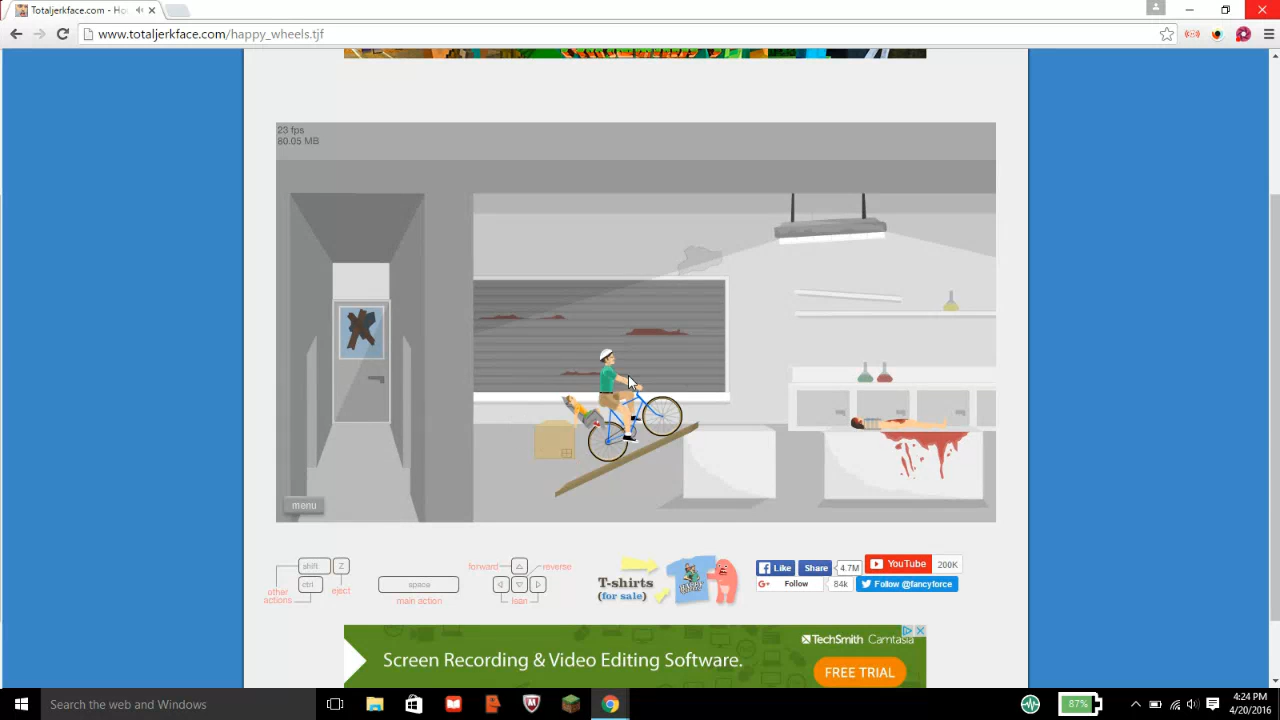 Totaljerkface.com - Ho
www.totaljerkface.com/happy_wheels.tjf
23 fps
80.05 MB
menu
shift
Z
ctrl
other
actions
eject
space
main action
forward
reverse
lean
T-shirts
(for sale)
Like
Share
4.7M
YouTube
200K
G+ Follow
84k
Follow @fancyforce
TechSmith Camtasia
Screen Recording & Video Editing Software.
FREE TRIAL
Search the web and Windows
87%
4:24 PM
4/20/2016